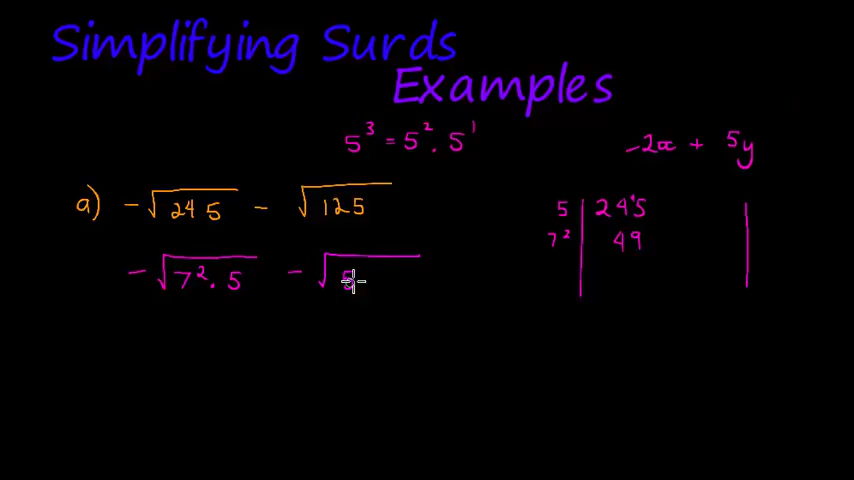 Simplifying Surds
Examples
5³ = 5² . 5¹
-2x + 5y
a) -√245 - √125
5 | 245
7² | 49
-√7² . 5 - √5